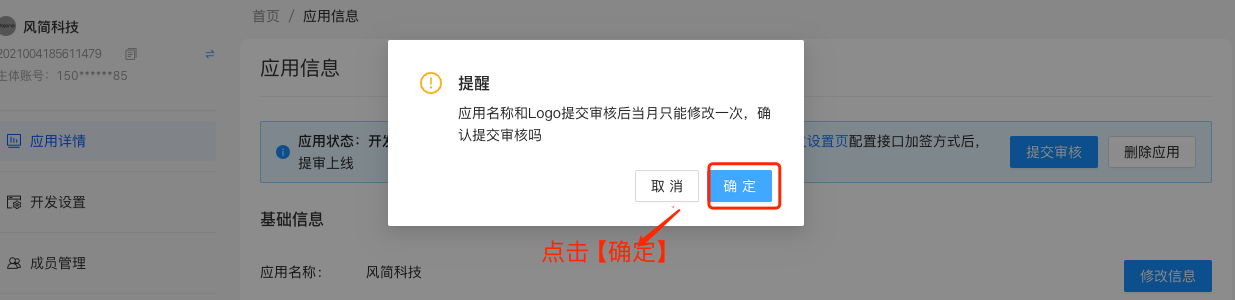 风简科技
2021004185611479
主体账号：150******85
应用详情
开发设置
成员管理
首页 / 应用信息
应用信息
应用状态：开发
设置页配置接口加签方式后，
提审上线
提交审核
删除应用
提醒
应用名称和Logo提交审核后当月只能修改一次，确
认提交审核吗
取 消
确 定
点击【确定】
基础信息
应用名称： 风简科技
修改信息